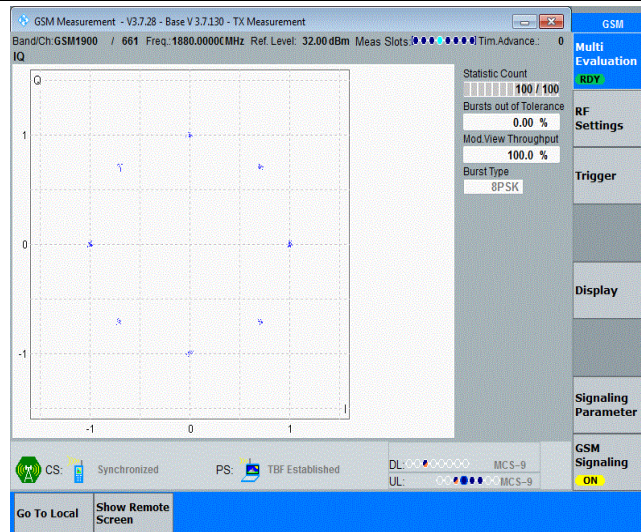 GSM Measurement - V3.7.28 - Base V 3.7.130 - TX Measurement
GSM
Band/Ch:GSM1900 / 661 Freq.:1880.0000 MHz Ref. Level: 32.00 dBm Meas Slots: Tim.Advance.: 0
IQ
Multi
Evaluation
RDY
Q
Statistic Count
100 / 100
Bursts out of Tolerance
0.00 %
Mod.View Throughput
100.0 %
Burst Type
8PSK
RF
Settings
Trigger
Display
1
0
-1
I
-1
0
1
Signaling
Parameter
GSM
Signaling
ON
CS: Synchronized
PS: TBF Established
DL: MCS-9
UL: MCS-9
Go To Local
Show Remote
Screen